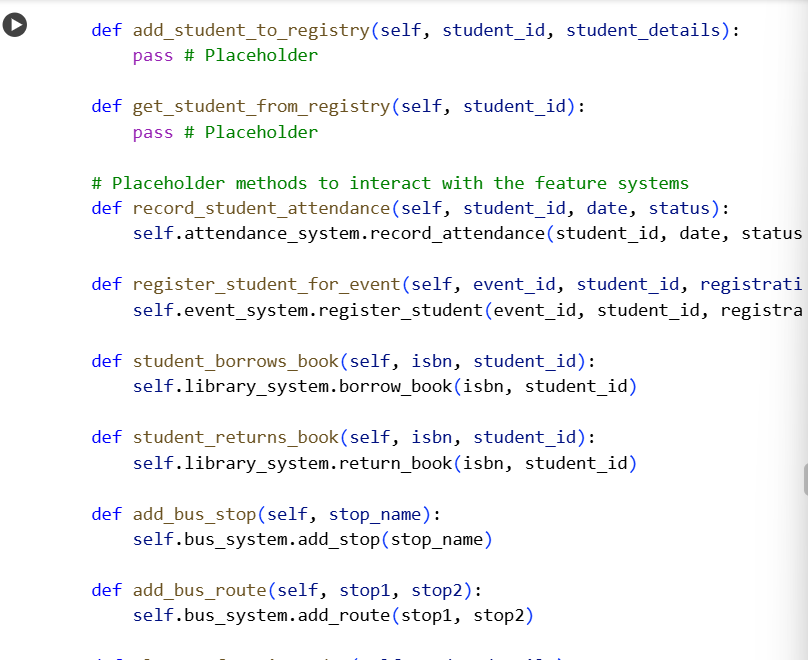 def add_student_to_registry(self, student_id, student_details):
pass # Placeholder
def get_student_from_registry(self, student_id):
pass # Placeholder
# Placeholder methods to interact with the feature systems
def record_student_attendance(self, student_id, date, status):
self.attendance_system.record_attendance(student_id, date, status
def register_student_for_event(self, event_id, student_id, registrati
self.event_system.register_student(event_id, student_id, registra
def student_borrows_book(self, isbn, student_id):
self.library_system.borrow_book(isbn, student_id)
def student_returns_book(self, isbn, student_id):
self.library_system.return_book(isbn, student_id)
def add_bus_stop(self, stop_name):
self.bus_system.add_stop(stop_name)
def add_bus_route(self, stop1, stop2):
self.bus_system.add_route(stop1, stop2)